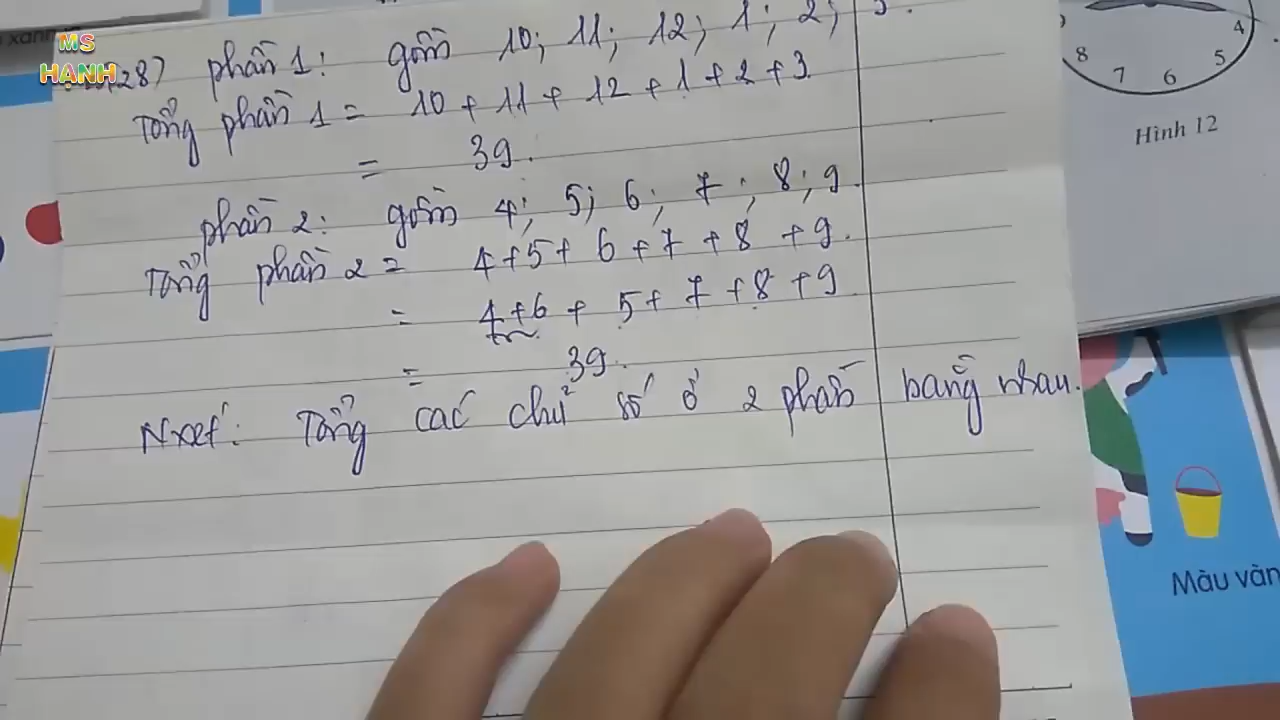 MS
HẠNH
28) phần 1: gồm 10; 11; 12; 1; 2; 3.
Tổng phần 1 = 10 + 11 + 12 + 1 + 2 + 3
= 39.
phần 2: gồm 4; 5; 6; 7; 8; 9.
Tổng phần 2 = 4+5+ 6 +7 +8 +9.
= 4+6 + 5+ 7 +8 +9
= 39.
Nxét: Tổng các chữ số ở 2 phần bằng nhau.
4
8
7
6
5
Hình 12
Màu vàn